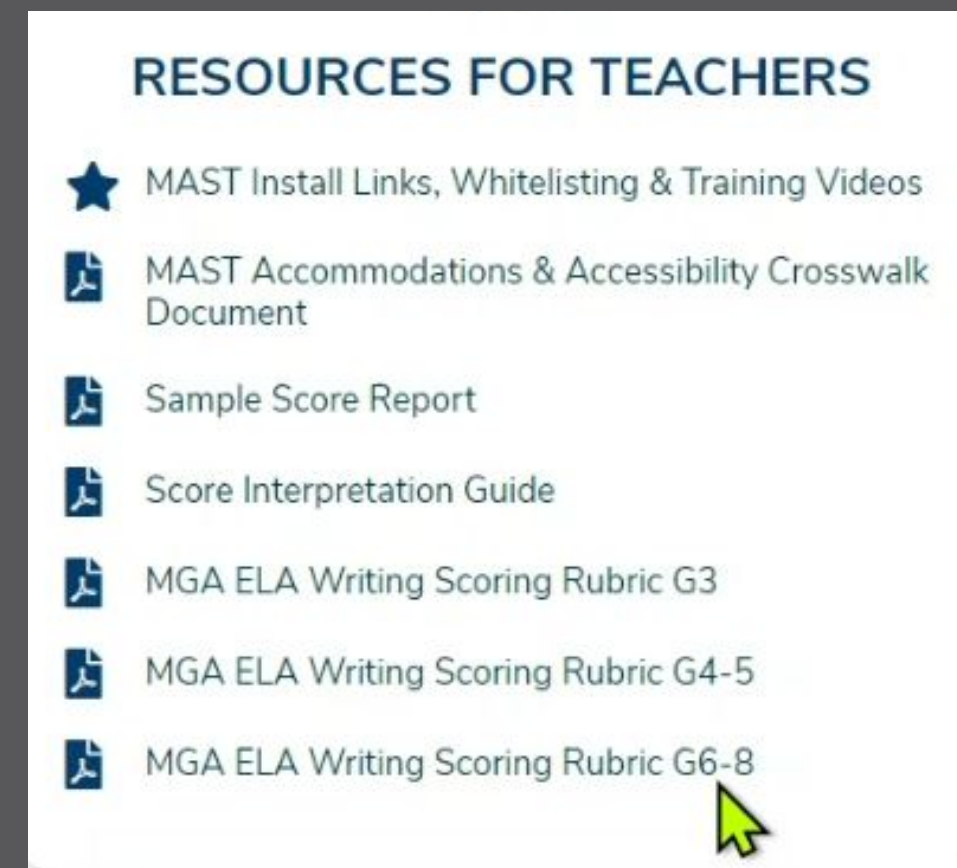 RESOURCES FOR TEACHERS
MAST Install Links, Whitelisting & Training Videos
MAST Accommodations & Accessibility Crosswalk
Document
Sample Score Report
Score Interpretation Guide
MGA ELA Writing Scoring Rubric G3
MGA ELA Writing Scoring Rubric G4-5
MGA ELA Writing Scoring Rubric G6-8